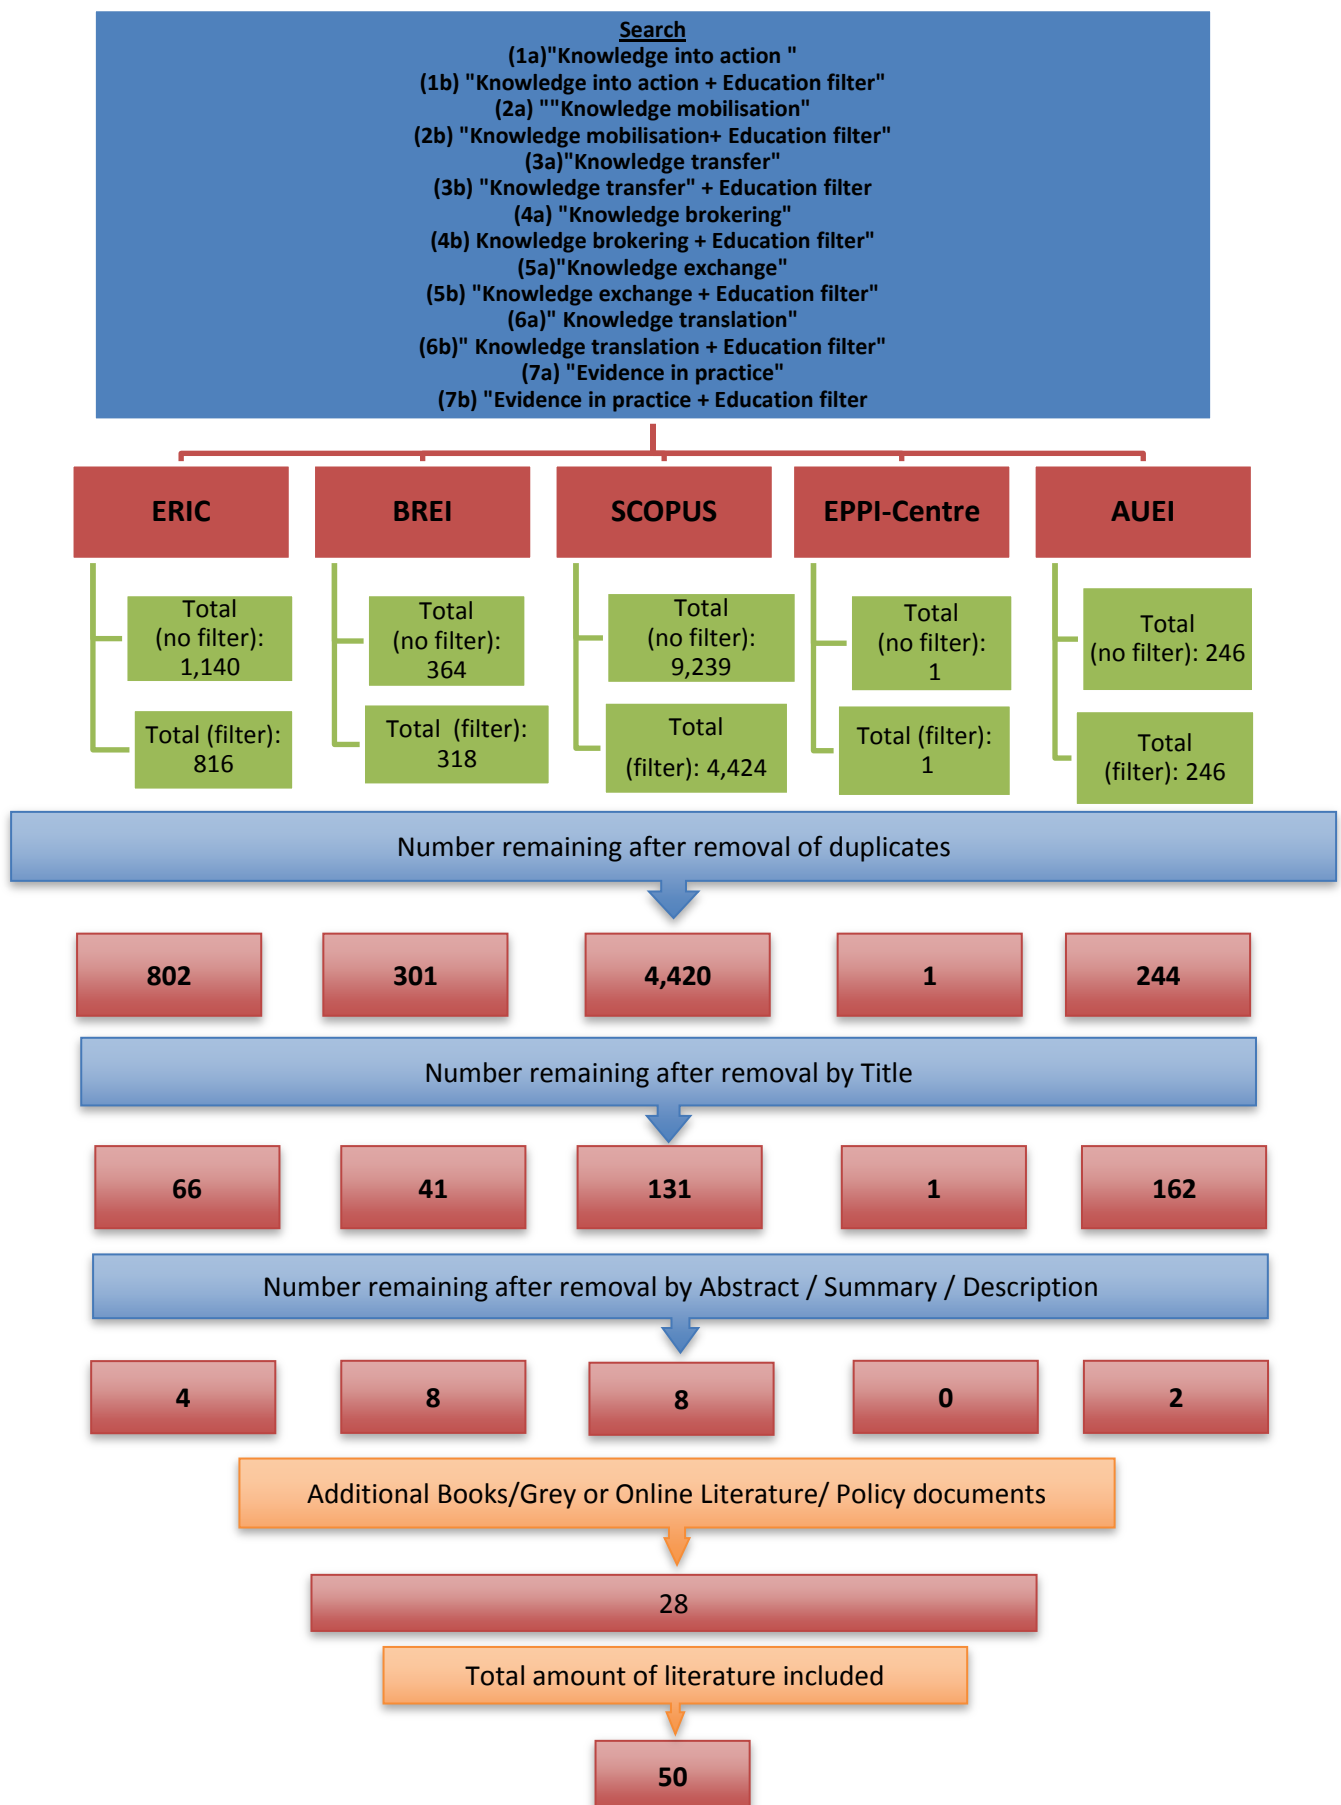 Search
(1a)"Knowledge into action "
(1b) "Knowledge into action + Education filter"
(2a) ""Knowledge mobilisation"
(2b) "Knowledge mobilisation+ Education filter"
(3a)"Knowledge transfer"
(3b) "Knowledge transfer" + Education filter
(4a) "Knowledge brokering"
(4b) Knowledge brokering + Education filter"
(5a)"Knowledge exchange"
(5b) "Knowledge exchange + Education filter"
(6a)" Knowledge translation"
(6b)" Knowledge translation + Education filter"
(7a) "Evidence in practice"
(7b) "Evidence in practice + Education filter
ERIC
BREI
SCOPUS
EPPI-Centre
AUEI
Total
(no filter):
1,140
Total
(no filter):
364
Total
(no filter):
9,239
Total
(no filter):
1
Total
(no filter): 246
Total (filter):
816
Total  (filter):
318
Total
(filter): 4,424
Total (filter):
1
Total
(filter): 246
Number remaining after removal of duplicates
802
301
4,420
1
244
Number remaining after removal by Title
66
41
131
1
162
Number remaining after removal by Abstract / Summary / Description
4
8
8
0
2
Additional Books/Grey or Online Literature/ Policy documents
28
Total amount of literature included
50